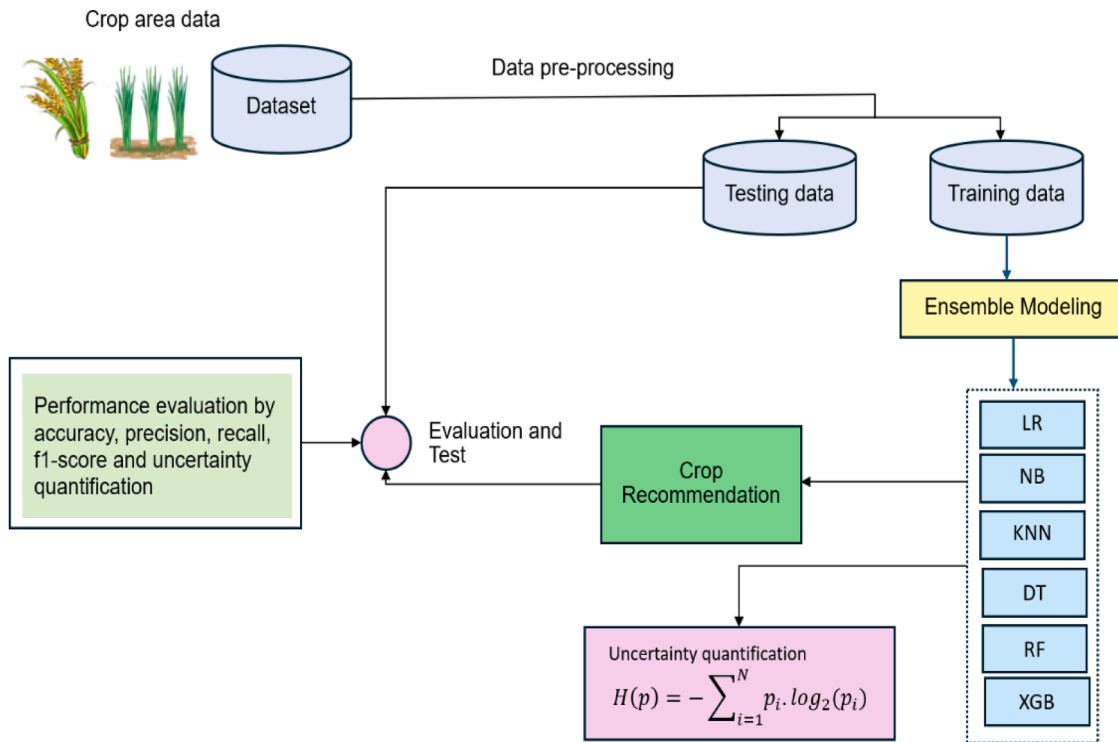 Crop area data
Dataset
Data pre-processing
Testing data
Training data
Ensemble Modeling
Performance evaluation by
accuracy, precision, recall,
f1-score and uncertainty
quantification
Evaluation and
Test
Crop
Recommendation
LR
NB
KNN
DT
RF
XGB
Uncertainty quantification
H(p) = −∑_{i=1}^{N} p_i.log_2(p_i)